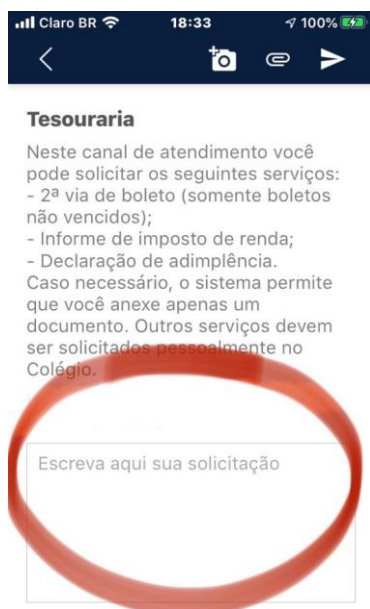 Claro BR 18:33 100%
Tesouraria
Neste canal de atendimento você
pode solicitar os seguintes serviços:
- 2ª via de boleto (somente boletos
não vencidos);
- Informe de imposto de renda;
- Declaração de adimplência.
Caso necessário, o sistema permite
que você anexe apenas um
documento. Outros serviços devem
ser solicitados pessoalmente no
Colégio.
Escreva aqui sua solicitação